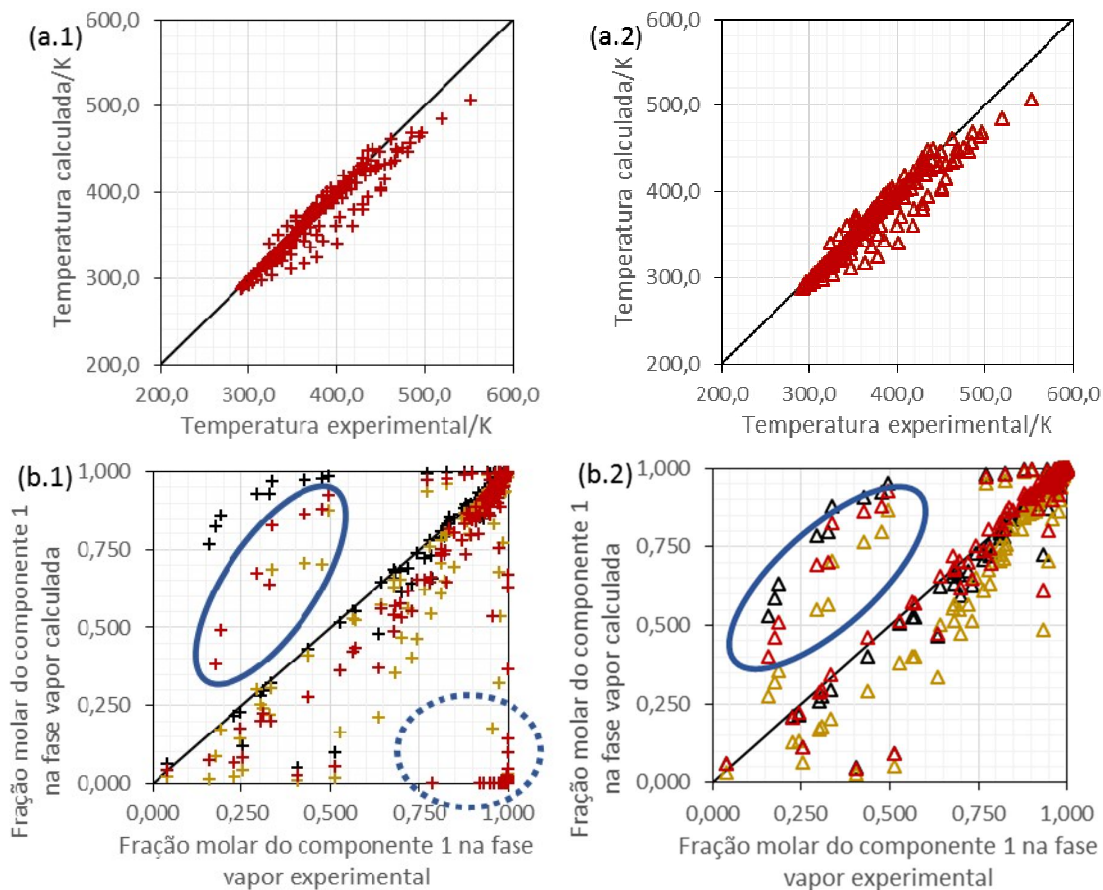 (a.1)
Temperatura calculada/K
600,0
500,0
400,0
300,0
200,0
200,0 300,0 400,0 500,0 600,0
Temperatura experimental/K
(a.2)
Temperatura calculada/K
600,0
500,0
400,0
300,0
200,0
200,0 300,0 400,0 500,0 600,0
Temperatura experimental/K
(b.1)
Fração molar do componente 1
na fase vapor calculada
1,000
0,750
0,500
0,250
0,000
0,000 0,250 0,500 0,750 1,000
Fração molar do componente 1 na fase
vapor experimental
(b.2)
Fração molar do componente 1
na fase vapor calculada
1,000
0,750
0,500
0,250
0,000
0,000 0,250 0,500 0,750 1,000
Fração molar do componente 1 na fase
vapor experimental